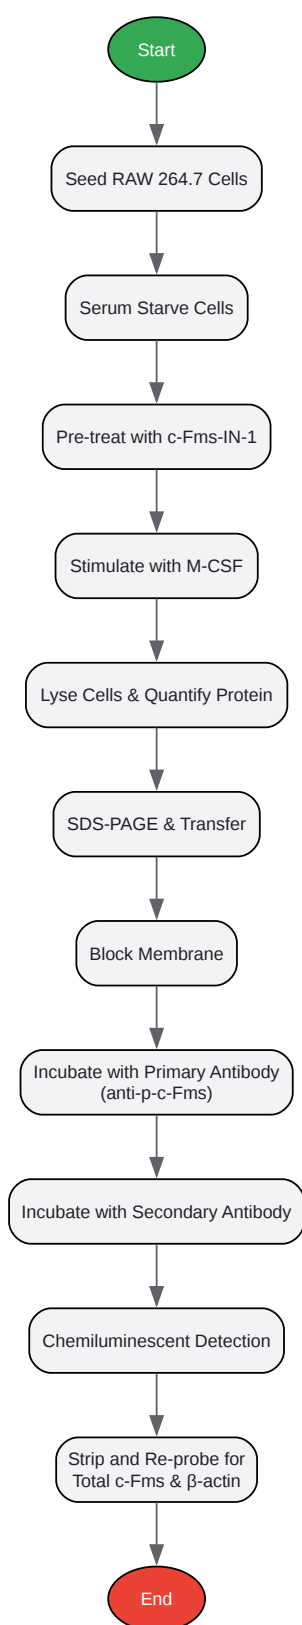 Start
Seed RAW 264.7 Cells
Serum Starve Cells
Pre-treat with c-Fms-IN-1
Stimulate with M-CSF
Lyse Cells & Quantify Protein
SDS-PAGE & Transfer
Block Membrane
Incubate with Primary Antibody
(anti-p-c-Fms)
Incubate with Secondary Antibody
Chemiluminescent Detection
Strip and Re-probe for
Total c-Fms & β-actin
End